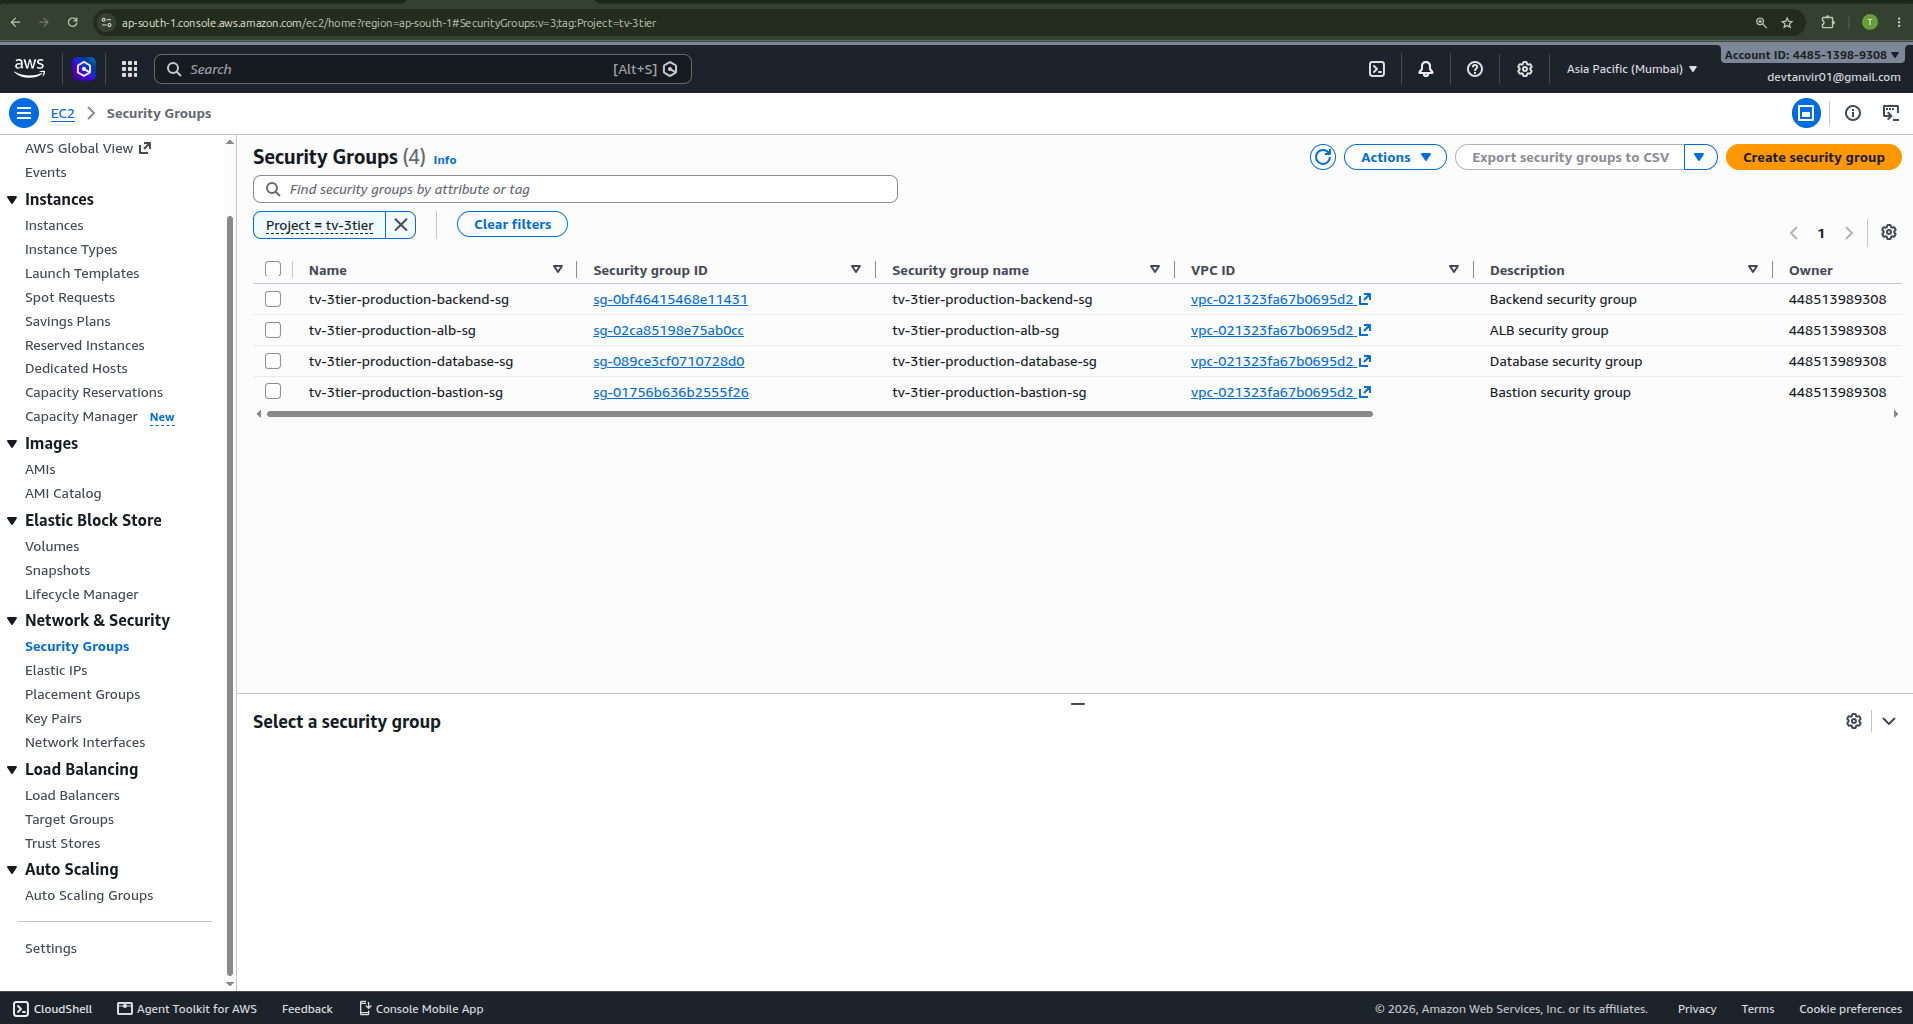 ap-south-1.console.aws.amazon.com/ec2/home?region=ap-south-1#SecurityGroups:v=3;tag:Project=tv-3tier
T
aws
Search
[Alt+S]
Asia Pacific (Mumbai)
Account ID: 4485-1398-9308
devtanvir01@gmail.com
EC2
Security Groups
AWS Global View
Events
Instances
Instances
Instance Types
Launch Templates
Spot Requests
Savings Plans
Reserved Instances
Dedicated Hosts
Capacity Reservations
Capacity Manager New
Images
AMIs
AMI Catalog
Elastic Block Store
Volumes
Snapshots
Lifecycle Manager
Network & Security
Security Groups
Elastic IPs
Placement Groups
Key Pairs
Network Interfaces
Load Balancing
Load Balancers
Target Groups
Trust Stores
Auto Scaling
Auto Scaling Groups
Settings
Security Groups (4) Info
Actions
Export security groups to CSV
Create security group
Find security groups by attribute or tag
Project = tv-3tier
Clear filters
1
Name Security group ID Security group name VPC ID Description Owner
tv-3tier-production-backend-sg sg-0bf46415468e11431 tv-3tier-production-backend-sg vpc-021323fa67b0695d2 Backend security group 448513989308
tv-3tier-production-alb-sg sg-02ca85198e75ab0cc tv-3tier-production-alb-sg vpc-021323fa67b0695d2 ALB security group 448513989308
tv-3tier-production-database-sg sg-089ce3cf0710728d0 tv-3tier-production-database-sg vpc-021323fa67b0695d2 Database security group 448513989308
tv-3tier-production-bastion-sg sg-01756b636b2555f26 tv-3tier-production-bastion-sg vpc-021323fa67b0695d2 Bastion security group 448513989308
Select a security group
CloudShell
Agent Toolkit for AWS
Feedback
Console Mobile App
© 2026, Amazon Web Services, Inc. or its affiliates.
Privacy
Terms
Cookie preferences